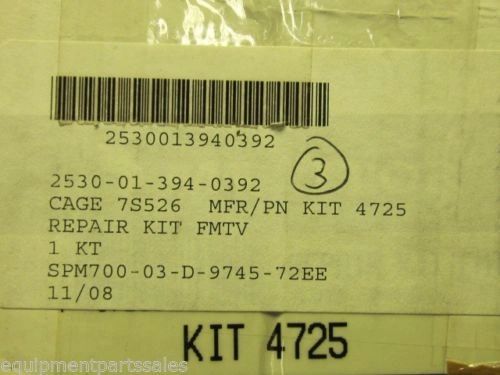 2530013940392
3
2530-01-394-0392
CAGE 7S526 MFR/PN KIT 4725
REPAIR KIT FMTV
1 KT
SPM700-03-D-9745-72EE
11/08
KIT 4725
equipmentpartssales